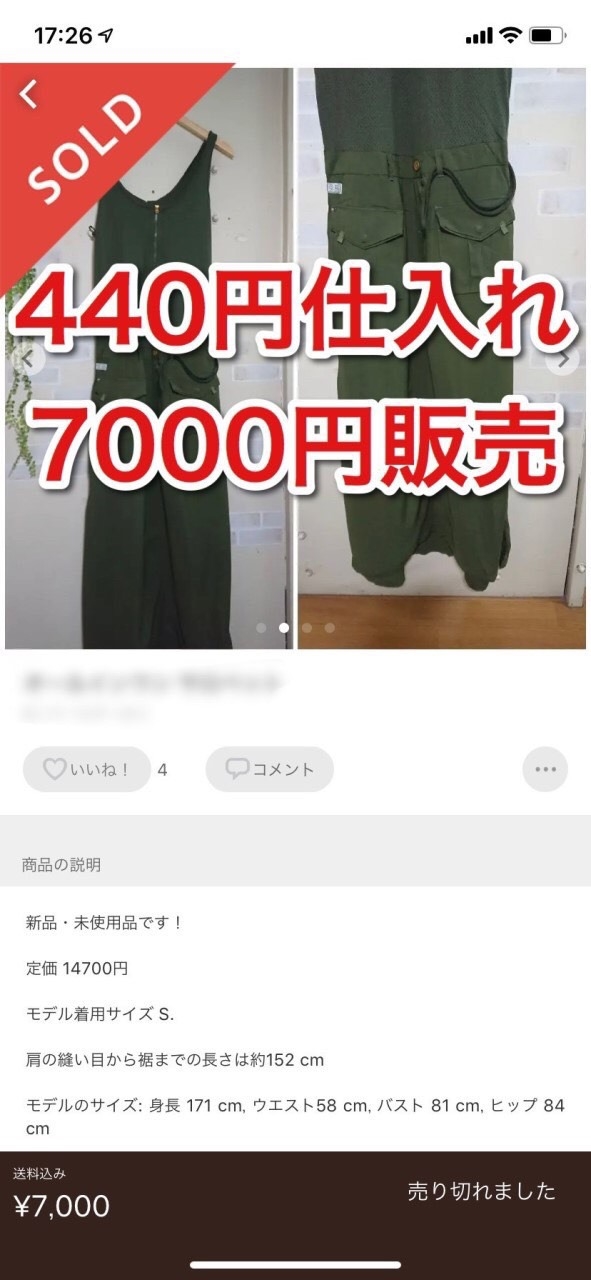 17:26
SOLD
440円仕入れ
7000円販売
いいね！ 4 コメント
商品の説明
新品・未使用品です！
定価 14700円
モデル着用サイズ S.
肩の縫い目から裾までの長さは約152 cm
モデルのサイズ: 身長 171 cm, ウエスト58 cm, バスト 81 cm, ヒップ 84
cm
送料込み
¥7,000
売り切れました